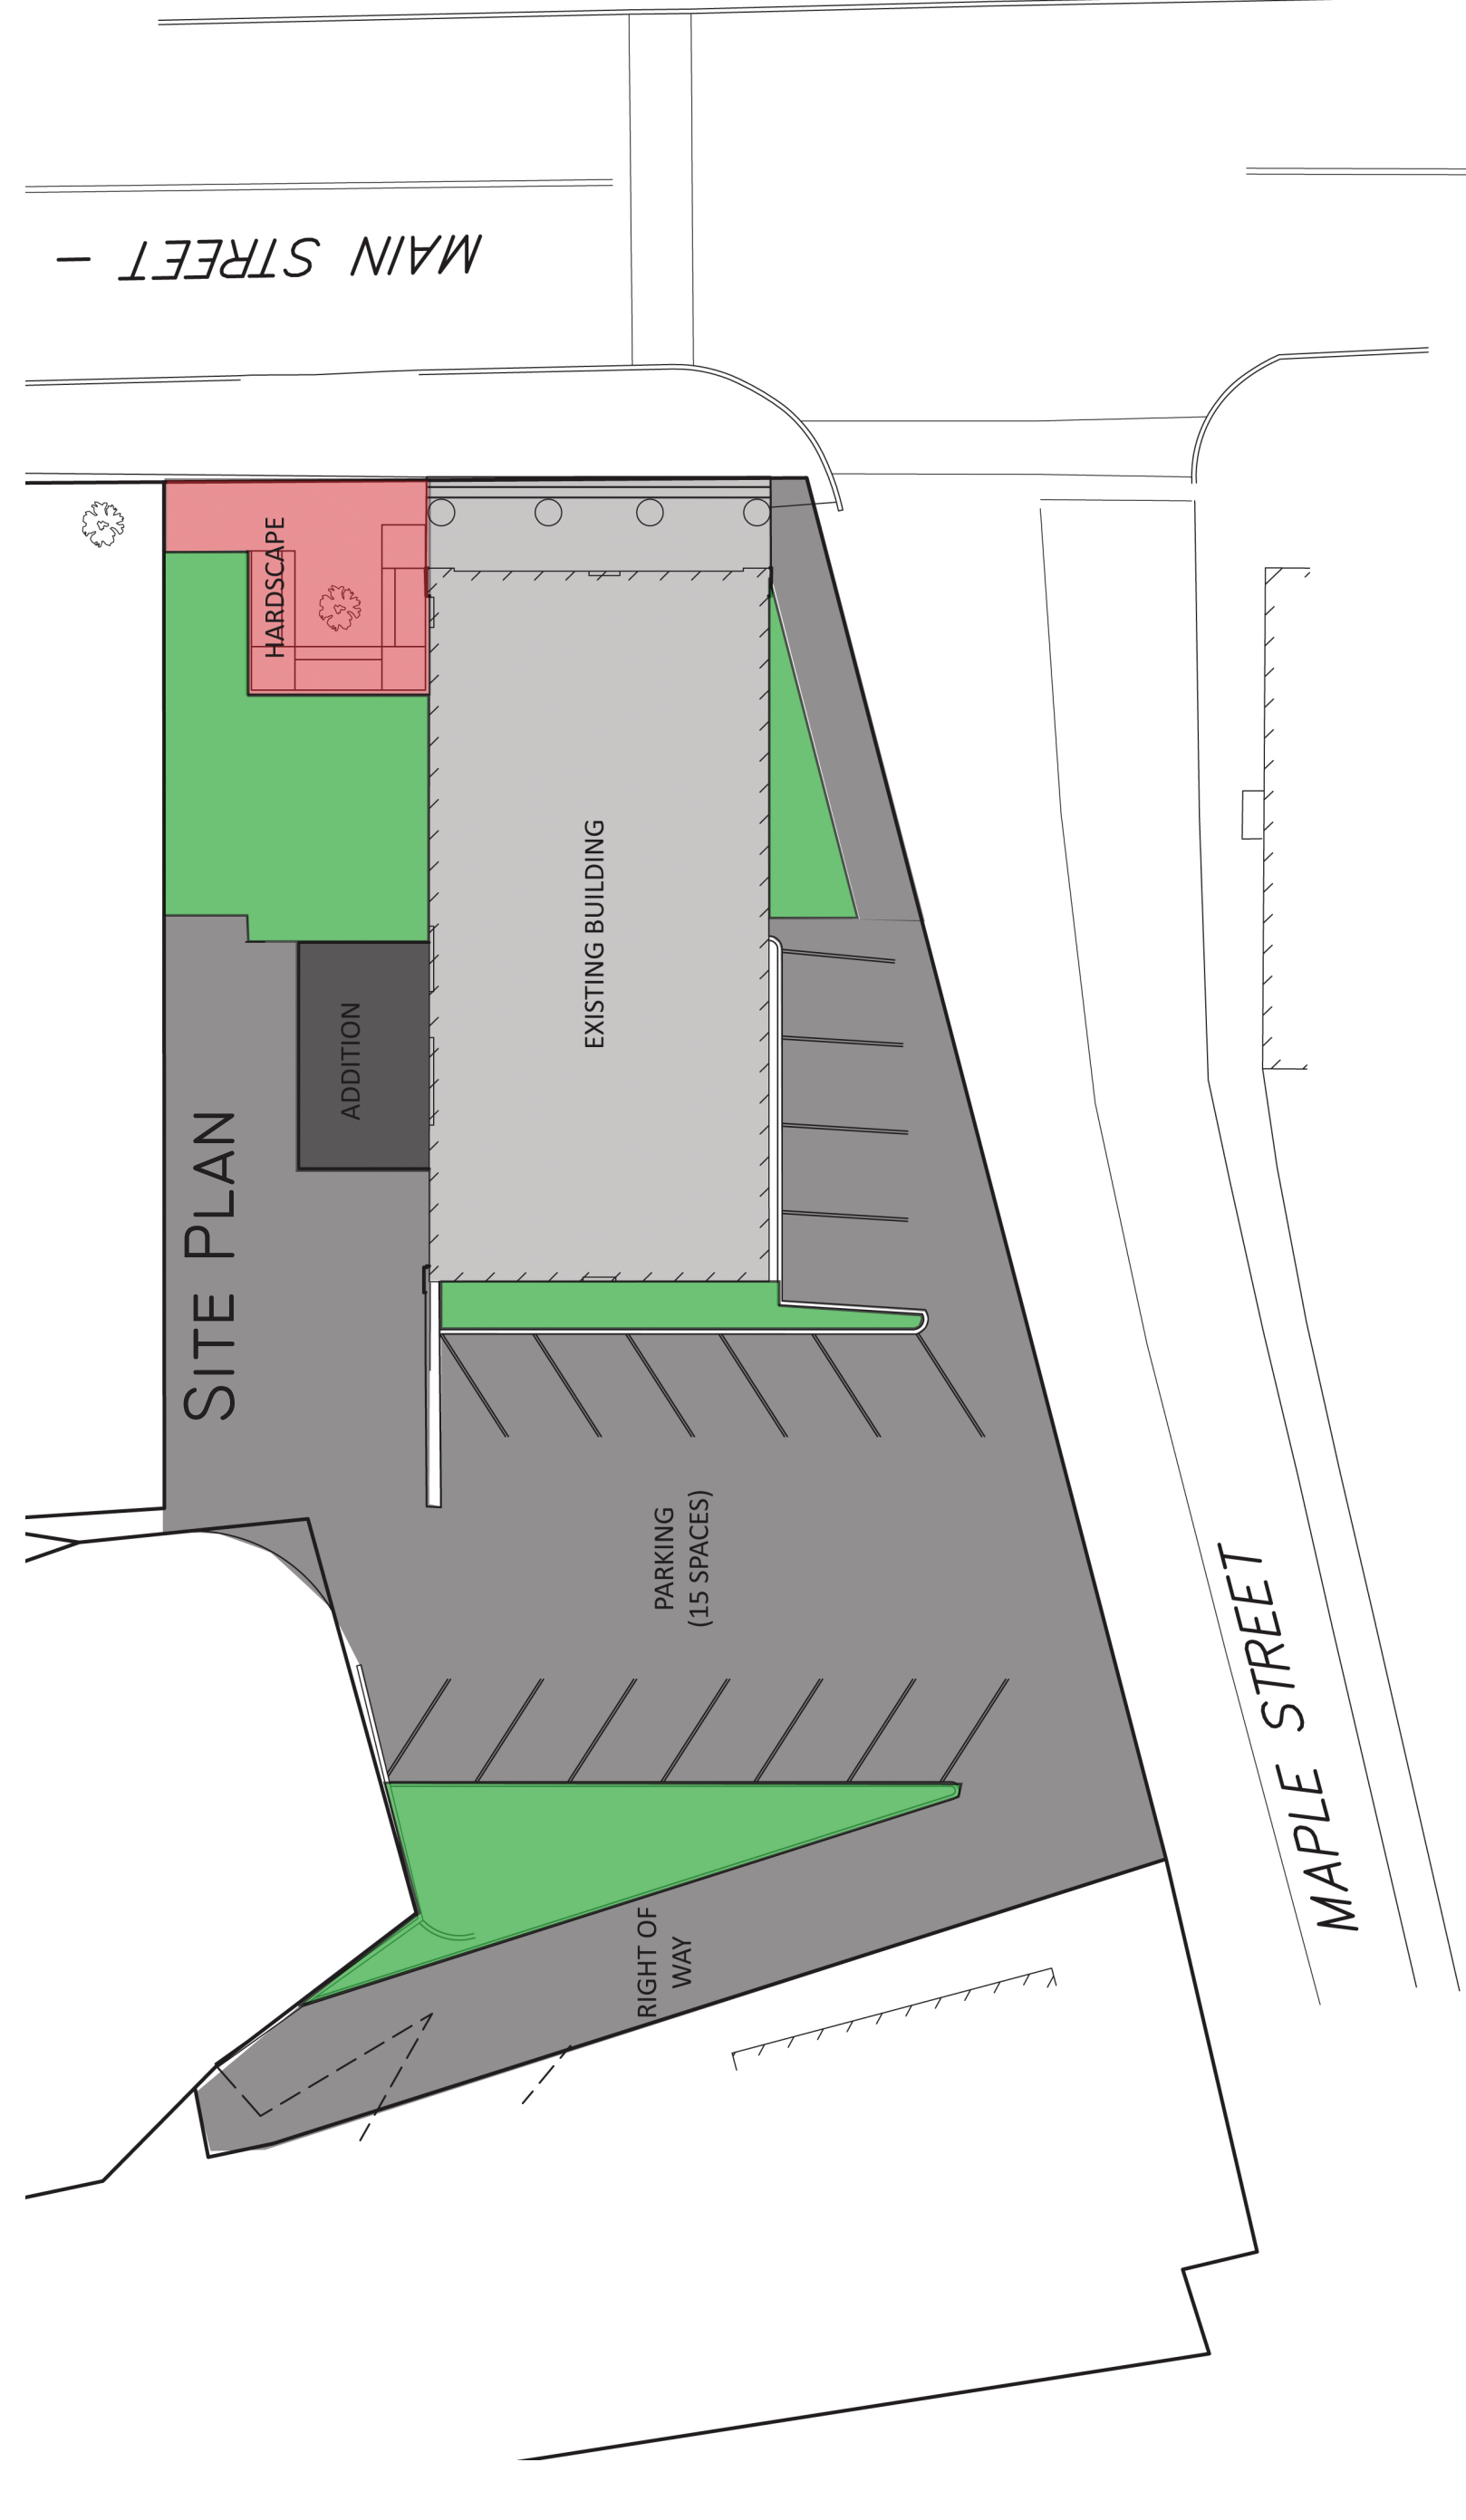 MAIN STREET –
HARDSCAPE
EXISTING BUILDING
ADDITION
SITE PLAN
PARKING
(15 SPACES)
RIGHT OF
WAY
MAPLE STREET